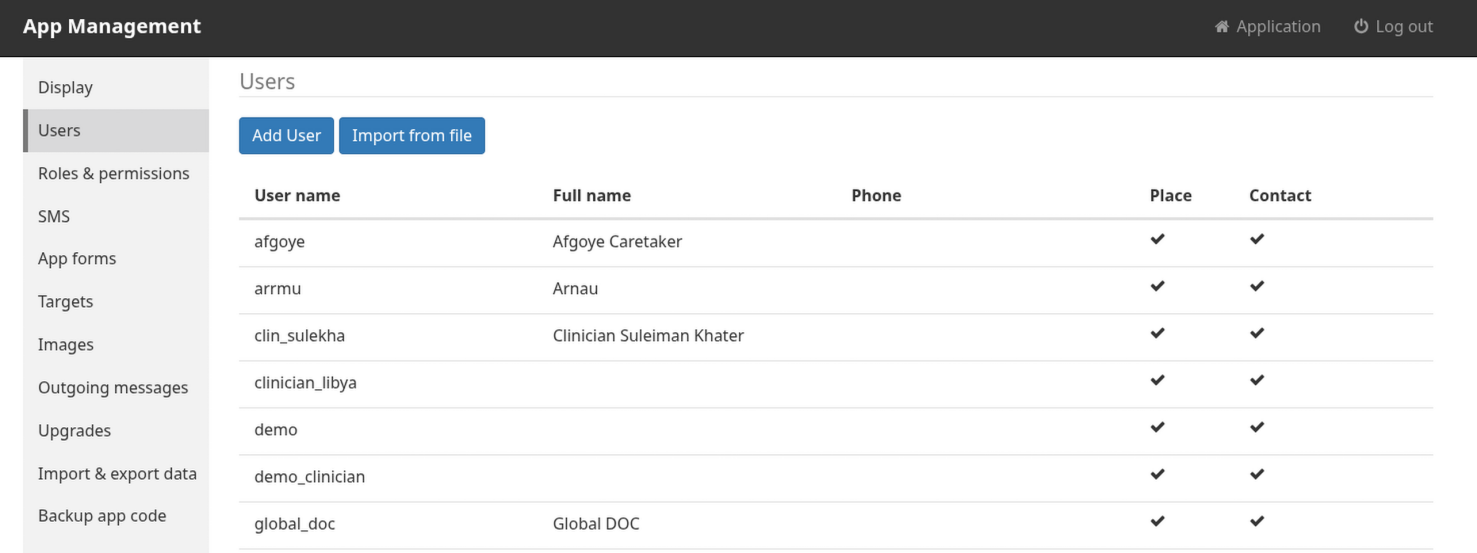 App Management
Application
Log out
Display
Users
Roles & permissions
SMS
App forms
Targets
Images
Outgoing messages
Upgrades
Import & export data
Backup app code
Users
Add User Import from file
User name Full name Phone Place Contact
afgoye Afgoye Caretaker
arrmu Arnau
clin_sulekha Clinician Suleiman Khater
clinician_libya
demo
demo_clinician
global_doc Global DOC